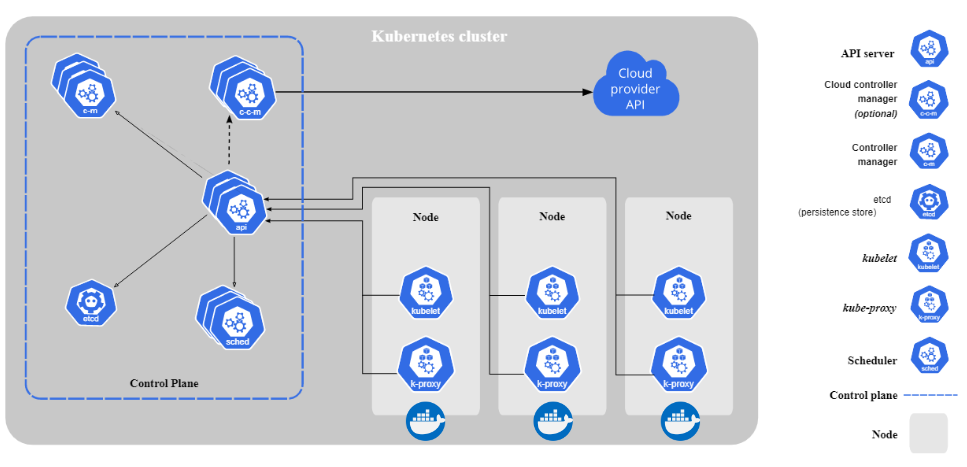 Kubernetes cluster
c-m
c-c-m
Cloud
provider
API
api
etcd
sched
Control Plane
Node
Node
Node
kubelet
kubelet
kubelet
k-proxy
k-proxy
k-proxy
API server
api
Cloud controller
manager
(optional)
c-c-m
Controller
manager
c-m
etcd
(persistence store)
etcd
kubelet
kubelet
kube-proxy
k-proxy
Scheduler
sched
Control plane
Node